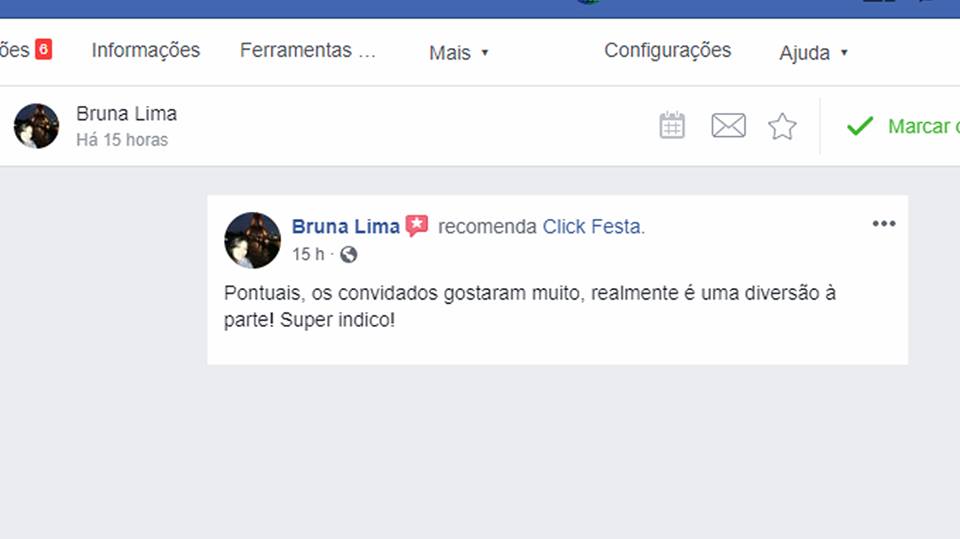 ões 6 Informações Ferramentas ... Mais Configurações Ajuda
Bruna Lima
Há 15 horas
Marcar
Bruna Lima recomenda Click Festa.
15 h ·
Pontuais, os convidados gostaram muito, realmente é uma diversão à
parte! Super indico!